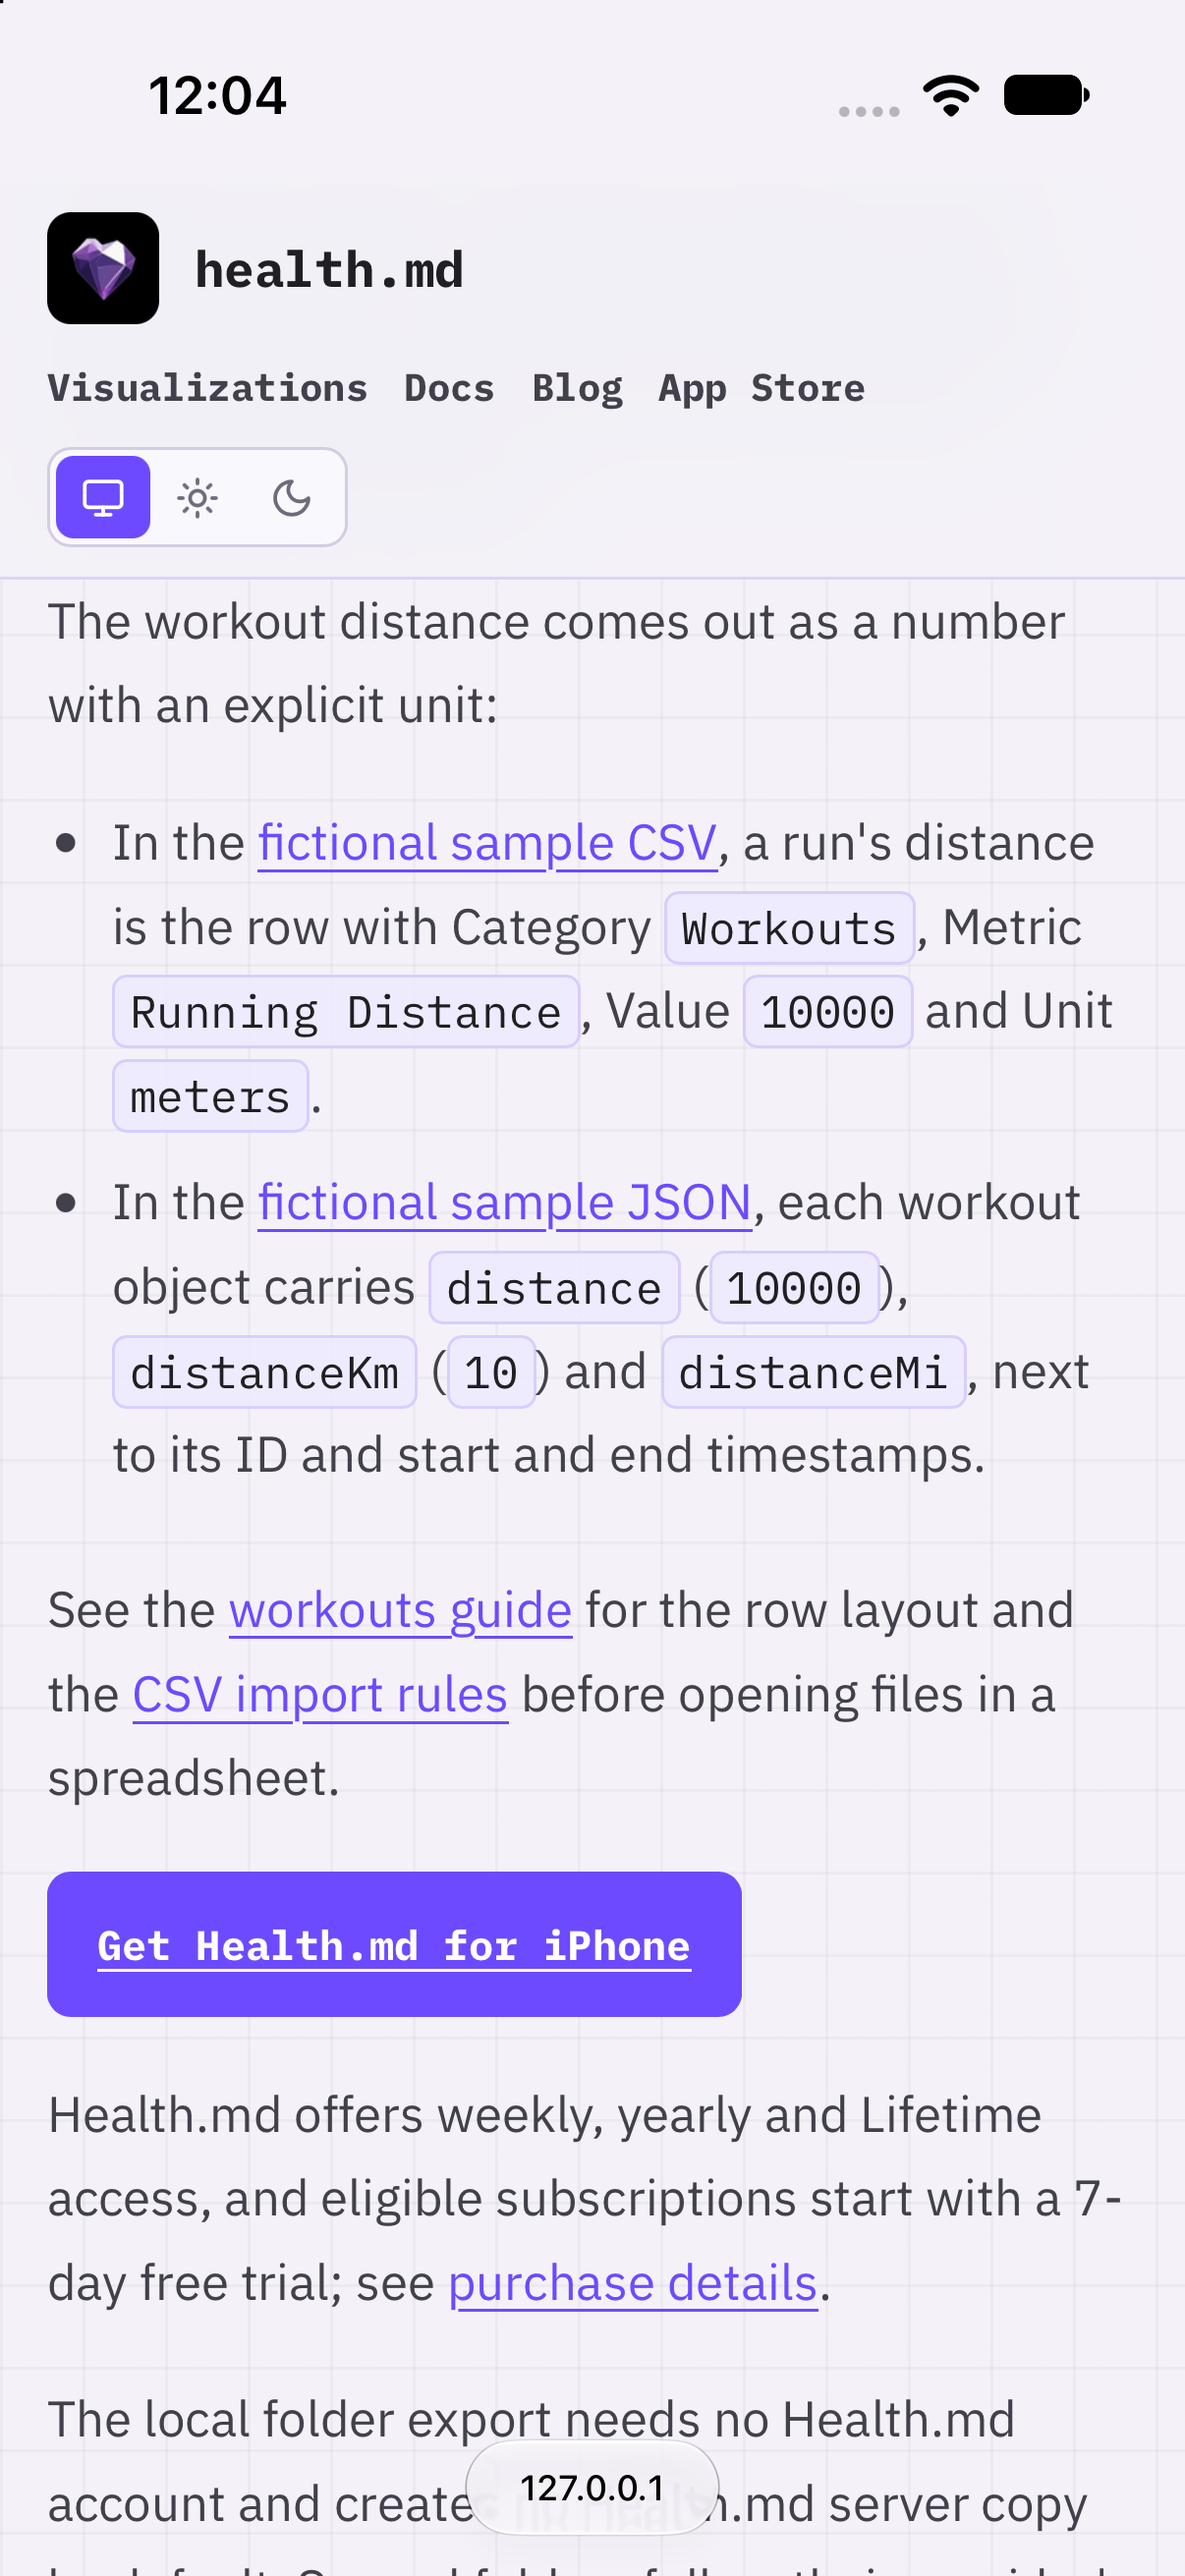 12:04
health.md
Visualizations Docs Blog App Store
The workout distance comes out as a number
with an explicit unit:
In the fictional sample CSV, a run's distance
is the row with Category Workouts, Metric
Running Distance, Value 10000 and Unit
meters.
In the fictional sample JSON, each workout
object carries distance (10000),
distanceKm (10) and distanceMi, next
to its ID and start and end timestamps.
See the workouts guide for the row layout and
the CSV import rules before opening files in a
spreadsheet.
Get Health.md for iPhone
Health.md offers weekly, yearly and Lifetime
access, and eligible subscriptions start with a 7-
day free trial; see purchase details.
The local folder export needs no Health.md
account and creates no Health.md server copy
127.0.0.1